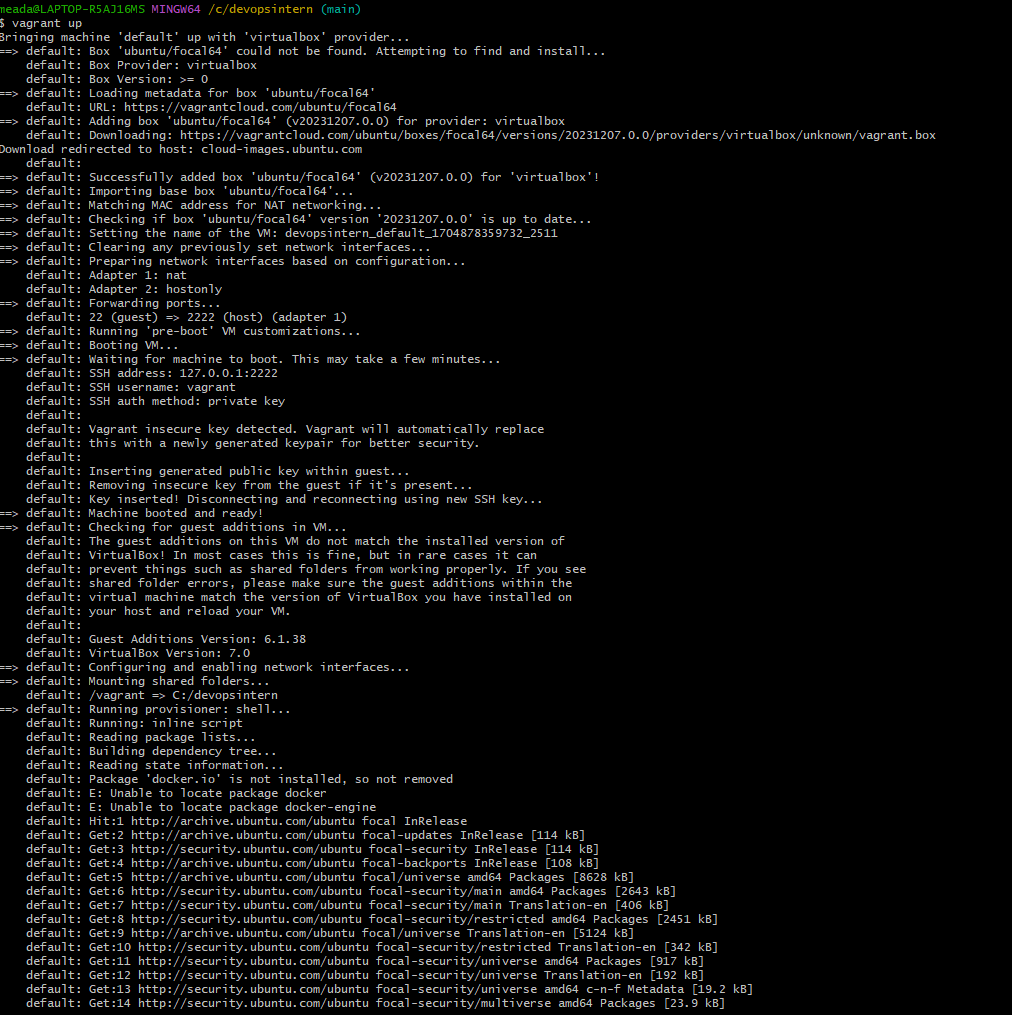 meada@LAPTOP-R5AJ16MS MINGW64 /c/devopsintern (main)
$ vagrant up
Bringing machine 'default' up with 'virtualbox' provider...
==> default: Box 'ubuntu/focal64' could not be found. Attempting to find and install...
    default: Box Provider: virtualbox
    default: Box Version: >= 0
==> default: Loading metadata for box 'ubuntu/focal64'
    default: URL: https://vagrantcloud.com/ubuntu/focal64
==> default: Adding box 'ubuntu/focal64' (v20231207.0.0) for provider: virtualbox
    default: Downloading: https://vagrantcloud.com/ubuntu/boxes/focal64/versions/20231207.0.0/providers/virtualbox/unknown/vagrant.box
Download redirected to host: cloud-images.ubuntu.com
    default:
==> default: Successfully added box 'ubuntu/focal64' (v20231207.0.0) for 'virtualbox'!
==> default: Importing base box 'ubuntu/focal64'...
==> default: Matching MAC address for NAT networking...
==> default: Checking if box 'ubuntu/focal64' version '20231207.0.0' is up to date...
==> default: Setting the name of the VM: devopsintern_default_1704878359732_2511
==> default: Clearing any previously set network interfaces...
==> default: Preparing network interfaces based on configuration...
    default: Adapter 1: nat
    default: Adapter 2: hostonly
==> default: Forwarding ports...
    default: 22 (guest) => 2222 (host) (adapter 1)
==> default: Running 'pre-boot' VM customizations...
==> default: Booting VM...
==> default: Waiting for machine to boot. This may take a few minutes...
    default: SSH address: 127.0.0.1:2222
    default: SSH username: vagrant
    default: SSH auth method: private key
    default:
    default: Vagrant insecure key detected. Vagrant will automatically replace
    default: this with a newly generated keypair for better security.
    default:
    default: Inserting generated public key within guest...
    default: Removing insecure key from the guest if it's present...
    default: Key inserted! Disconnecting and reconnecting using new SSH key...
==> default: Machine booted and ready!
==> default: Checking for guest additions in VM...
    default: The guest additions on this VM do not match the installed version of
    default: VirtualBox! In most cases this is fine, but in rare cases it can
    default: prevent things such as shared folders from working properly. If you see
    default: shared folder errors, please make sure the guest additions within the
    default: virtual machine match the version of VirtualBox you have installed on
    default: your host and reload your VM.
    default:
    default: Guest Additions Version: 6.1.38
    default: VirtualBox Version: 7.0
==> default: Configuring and enabling network interfaces...
==> default: Mounting shared folders...
    default: /vagrant => C:/devopsintern
==> default: Running provisioner: shell...
    default: Running: inline script
    default: Reading package lists...
    default: Building dependency tree...
    default: Reading state information...
    default: Package 'docker.io' is not installed, so not removed
    default: E: Unable to locate package docker
    default: E: Unable to locate package docker-engine
    default: Hit:1 http://archive.ubuntu.com/ubuntu focal InRelease
    default: Get:2 http://archive.ubuntu.com/ubuntu focal-updates InRelease [114 kB]
    default: Get:3 http://security.ubuntu.com/ubuntu focal-security InRelease [114 kB]
    default: Get:4 http://archive.ubuntu.com/ubuntu focal-backports InRelease [108 kB]
    default: Get:5 http://archive.ubuntu.com/ubuntu focal/universe amd64 Packages [8628 kB]
    default: Get:6 http://security.ubuntu.com/ubuntu focal-security/main amd64 Packages [2643 kB]
    default: Get:7 http://security.ubuntu.com/ubuntu focal-security/main Translation-en [406 kB]
    default: Get:8 http://security.ubuntu.com/ubuntu focal-security/restricted amd64 Packages [2451 kB]
    default: Get:9 http://archive.ubuntu.com/ubuntu focal/universe Translation-en [5124 kB]
    default: Get:10 http://security.ubuntu.com/ubuntu focal-security/restricted Translation-en [342 kB]
    default: Get:11 http://security.ubuntu.com/ubuntu focal-security/universe amd64 Packages [917 kB]
    default: Get:12 http://security.ubuntu.com/ubuntu focal-security/universe Translation-en [192 kB]
    default: Get:13 http://security.ubuntu.com/ubuntu focal-security/universe amd64 c-n-f Metadata [19.2 kB]
    default: Get:14 http://security.ubuntu.com/ubuntu focal-security/multiverse amd64 Packages [23.9 kB]